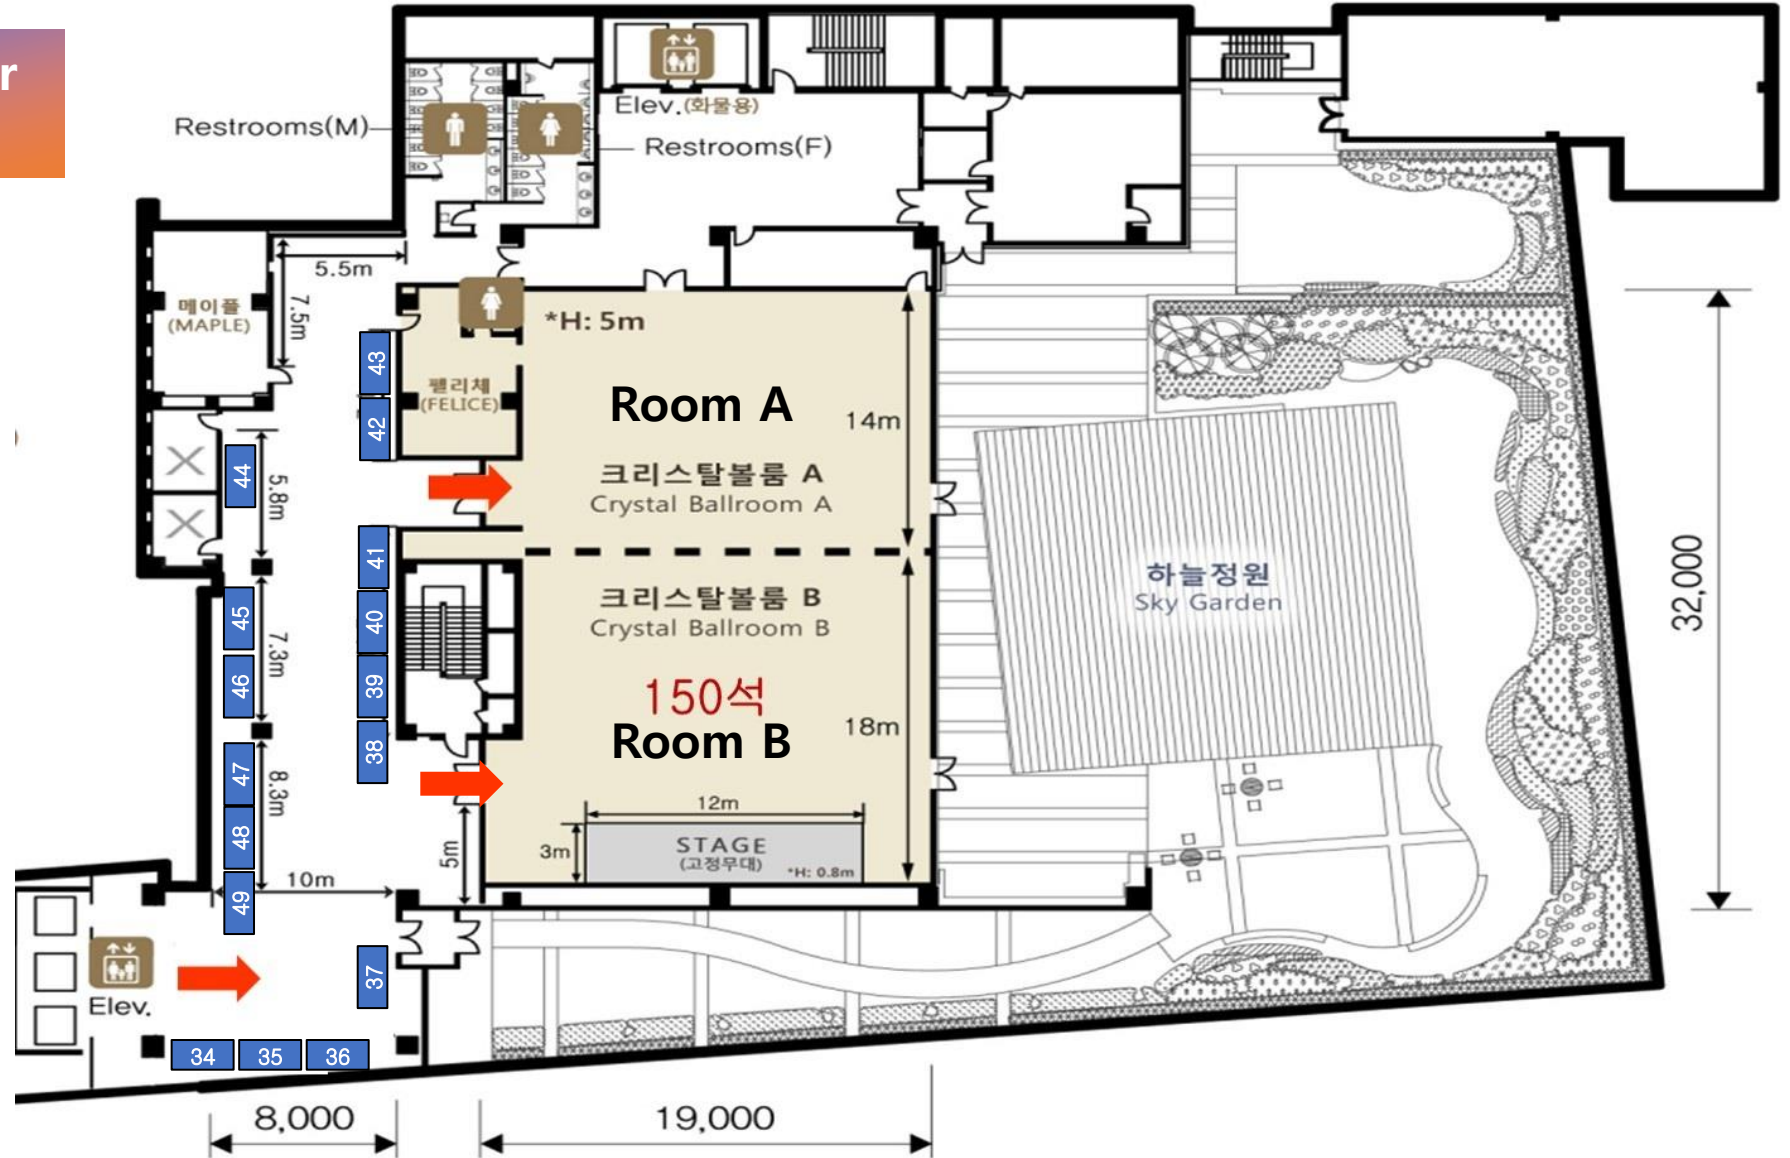 r
Restrooms(M)
Elev.(화물용)
Restrooms(F)
5.5m
7.5m
메이플
(MAPLE)
*H: 5m
43
펠리체
(FELICE)
42
Room A
14m
크리스탈볼룸 A
Crystal Ballroom A
44
5.8m
41
하늘정원
Sky Garden
32,000
크리스탈볼룸 B
Crystal Ballroom B
45
40
7.3m
46
39
150석
Room B
18m
38
47
8.3m
12m
48
5m
3m
STAGE
(고정무대)
*H: 0.8m
10m
49
37
Elev.
34
35
36
8,000
19,000